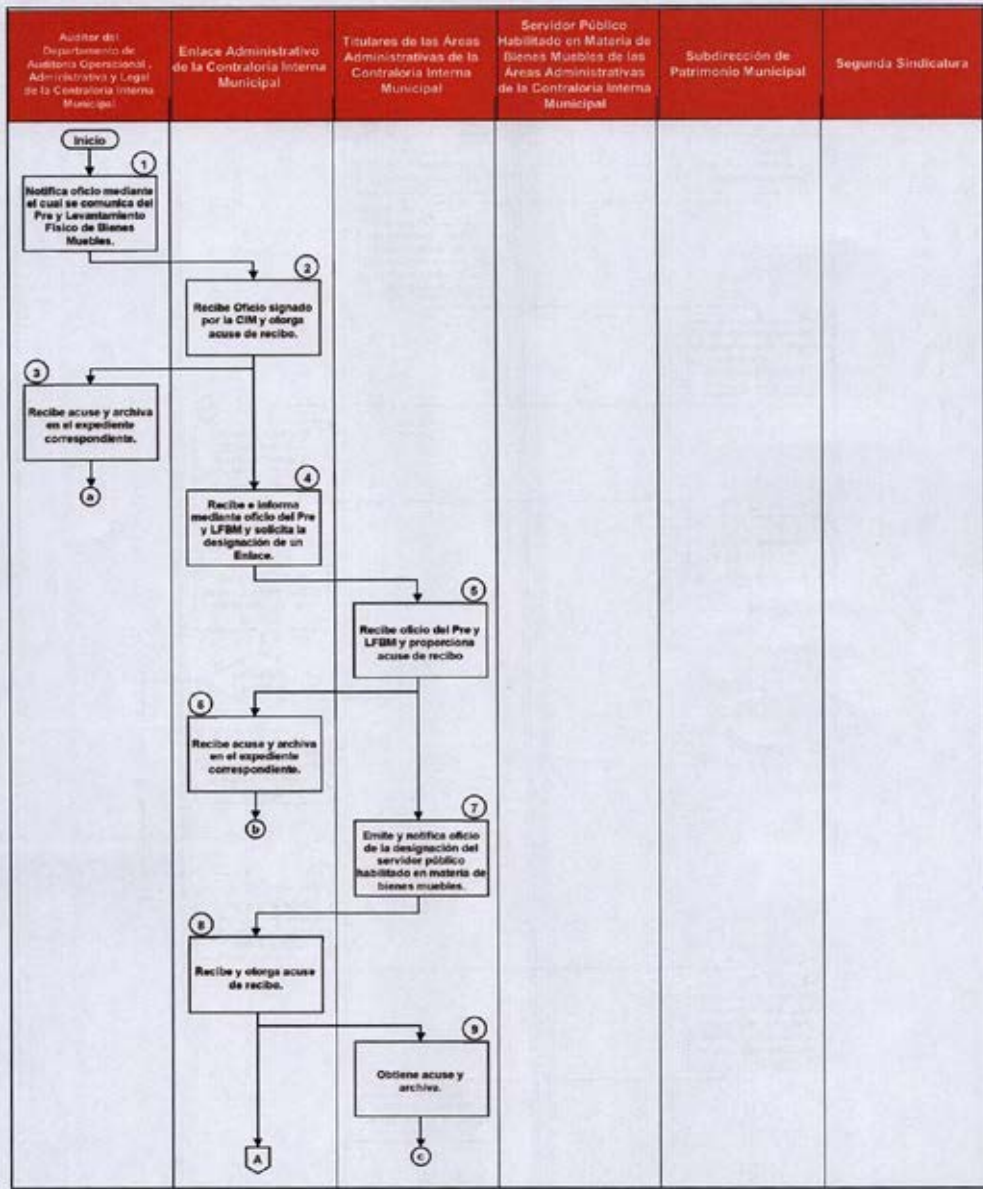 Auditor del
Departamento de
Auditoría Operacional,
Administrativa y Legal
de la Contraloría Interna
Municipal
Enlace Administrativo
de la Contraloría Interna
Municipal
Titulares de las Áreas
Administrativas de la
Contraloría Interna
Municipal
Servidor Público
Habilitado en Materia de
Bienes Muebles de las
Áreas Administrativas
de la Contraloría Interna
Municipal
Subdirección de
Patrimonio Municipal
Segunda Sindicatura
Inicio
1
Notifica oficio mediante
el cual se comunica del
Pre y Levantamiento
Físico de Bienes
Muebles.
2
Recibe Oficio signado
por la CIM y otorga
acuse de recibo.
3
Recibe acuse y archiva
en el expediente
correspondiente.
a
4
Recibe e informa
mediante oficio del Pre
y LFBM y solicita la
designación de un
Enlace.
5
Recibe oficio del Pre y
LFBM y proporciona
acuse de recibo
6
Recibe acuse y archiva
en el expediente
correspondiente.
b
7
Emite y notifica oficio
de la designación del
servidor público
habilitado en materia de
bienes muebles.
8
Recibe y otorga acuse
de recibo.
9
Obtiene acuse y
archiva.
A
c